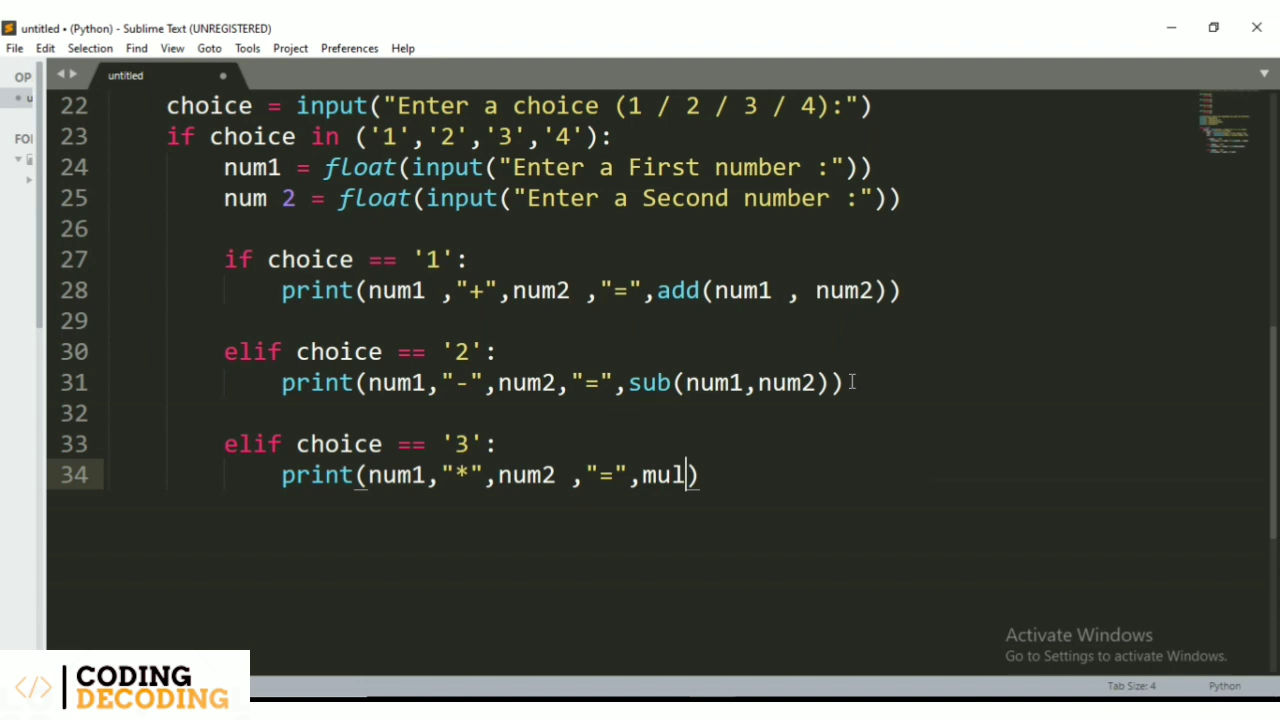 untitled • (Python) - Sublime Text (UNREGISTERED)
File Edit Selection Find View Goto Tools Project Preferences Help
OP
untitled
u
FO
22 choice = input("Enter a choice (1 / 2 / 3 / 4):")
23 if choice in ('1','2','3','4'):
24 num1 = float(input("Enter a First number :"))
25 num 2 = float(input("Enter a Second number :"))
26
27 if choice == '1':
28 print(num1 ,"+",num2 ,"=",add(num1 , num2))
29
30 elif choice == '2':
31 print(num1,"-",num2,"=",sub(num1,num2))
32
33 elif choice == '3':
34 print(num1,"*",num2 ,"=",mul)
Activate Windows
Go to Settings to activate Windows.
</> CODING
DECODING
Tab Size: 4 Python